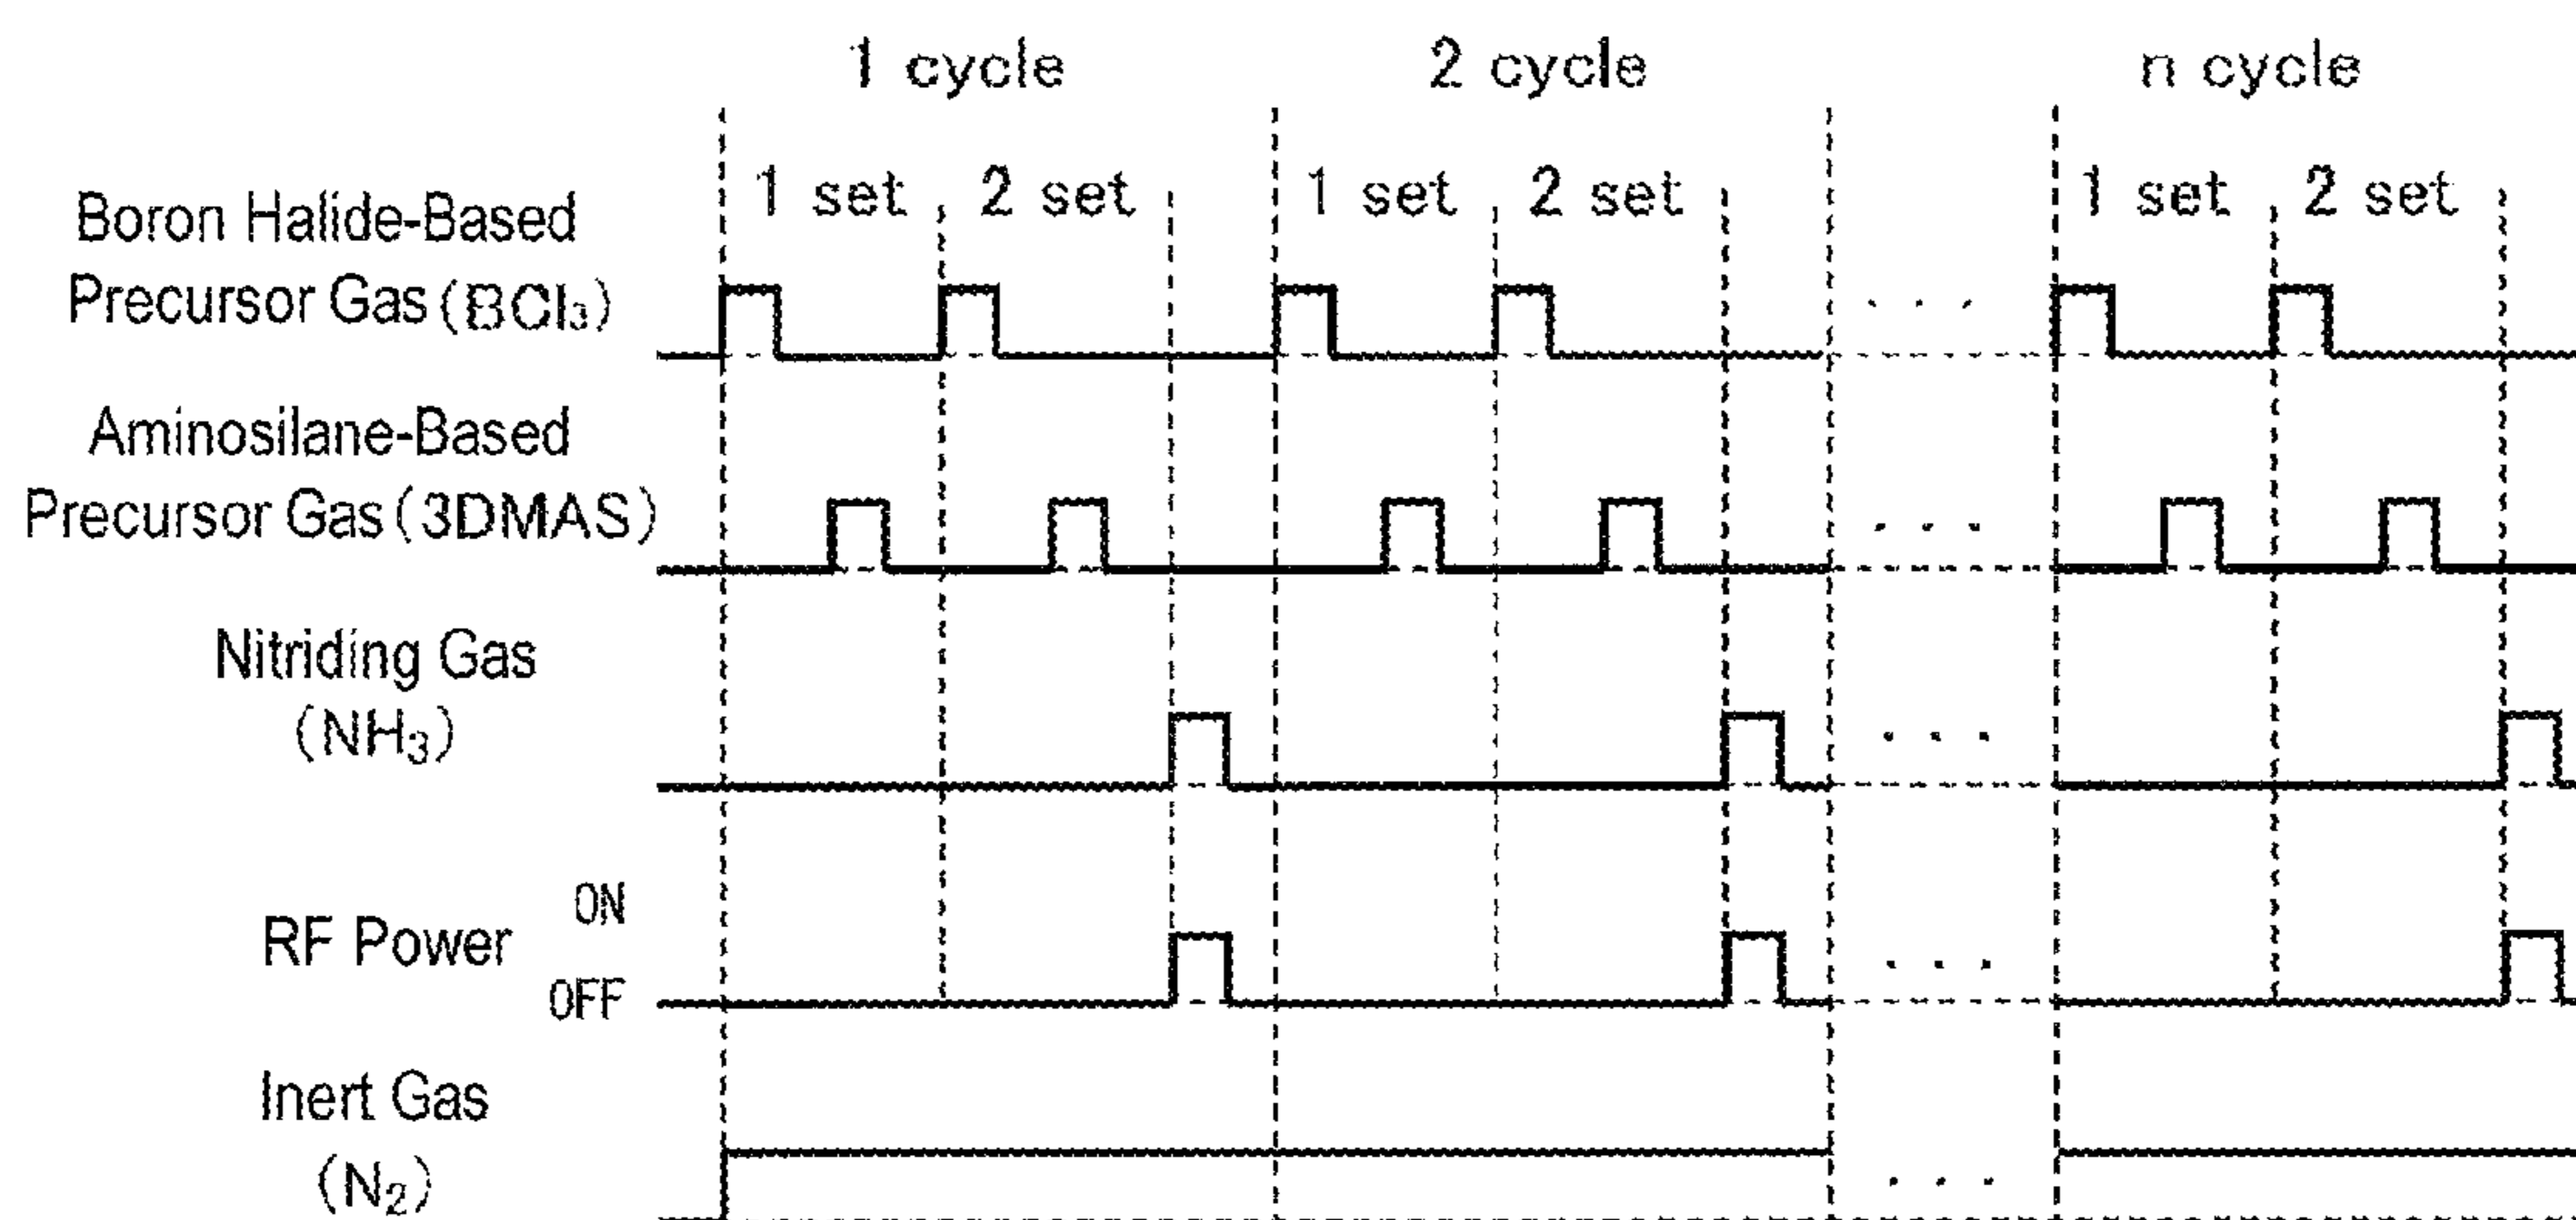 1 cycle 2 cycle n cycle
1 set 2 set 1 set 2 set 1 set 2 set
Boron Halide-Based
Precursor Gas (BCl₃)
. . .
Aminosilane-Based
Precursor Gas (3DMAS)
. . .
Nitriding Gas
(NH₃)
. . .
ON
RF Power
OFF
. . .
Inert Gas
(N₂)
. . .